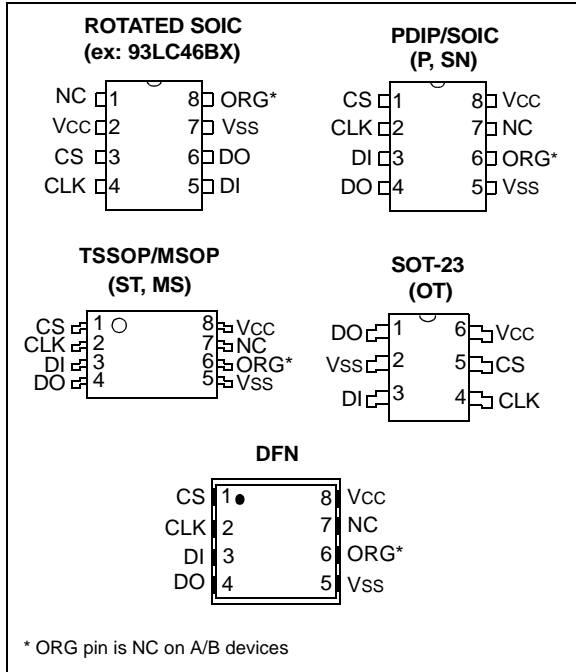 ROTATED SOIC
(ex: 93LC46BX)
NC 1 8 ORG*
VCC 2 7 VSS
CS 3 6 DO
CLK 4 5 DI
PDIP/SOIC
(P, SN)
CS 1 8 VCC
CLK 2 7 NC
DI 3 6 ORG*
DO 4 5 VSS
TSSOP/MSOP
(ST, MS)
CS 1 8 VCC
CLK 2 7 NC
DI 3 6 ORG*
DO 4 5 VSS
SOT-23
(OT)
DO 1 6 VCC
VSS 2 5 CS
DI 3 4 CLK
DFN
CS 1 8 VCC
CLK 2 7 NC
DI 3 6 ORG*
DO 4 5 VSS
* ORG pin is NC on A/B devices